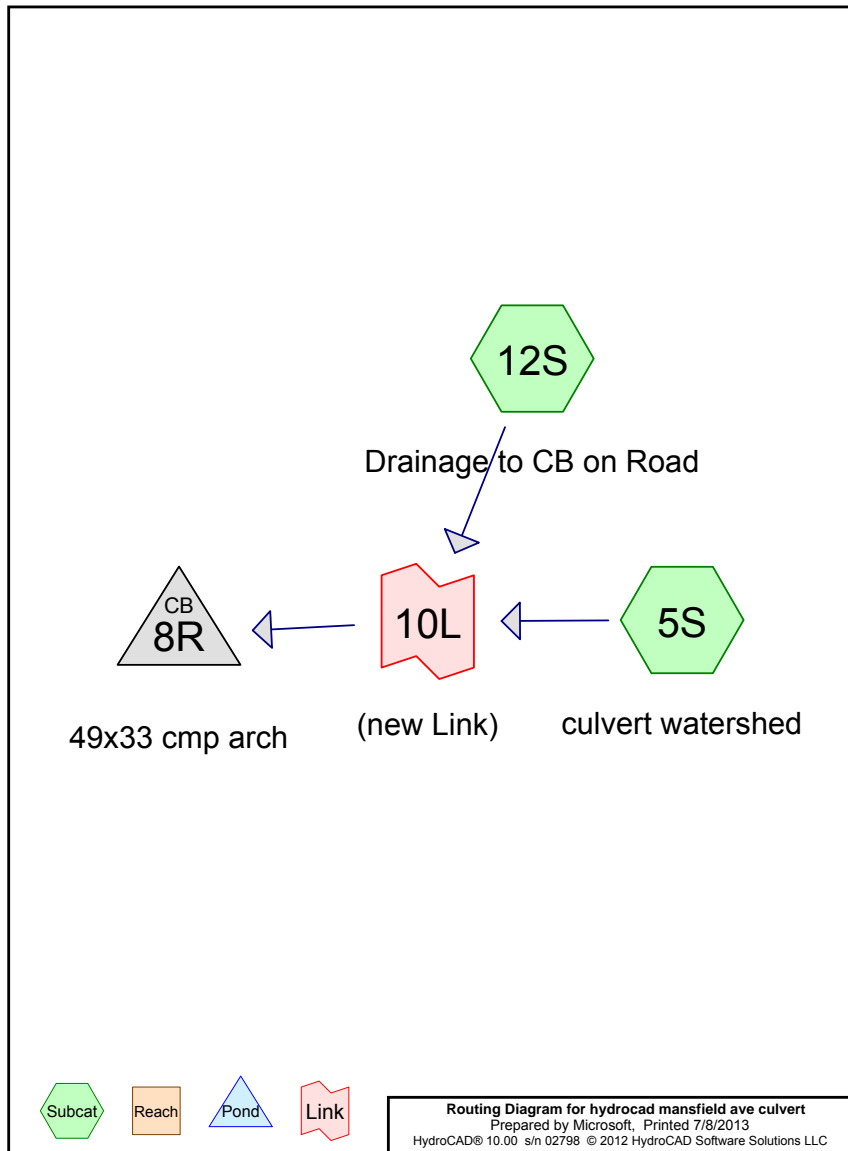 12S
Drainage to CB on Road
CB
8R
10L
5S
49x33 cmp arch
(new Link)
culvert watershed
Subcat
Reach
Pond
Link
Routing Diagram for hydrocad mansfield ave culvert
Prepared by Microsoft, Printed 7/8/2013
HydroCAD® 10.00 s/n 02798 © 2012 HydroCAD Software Solutions LLC